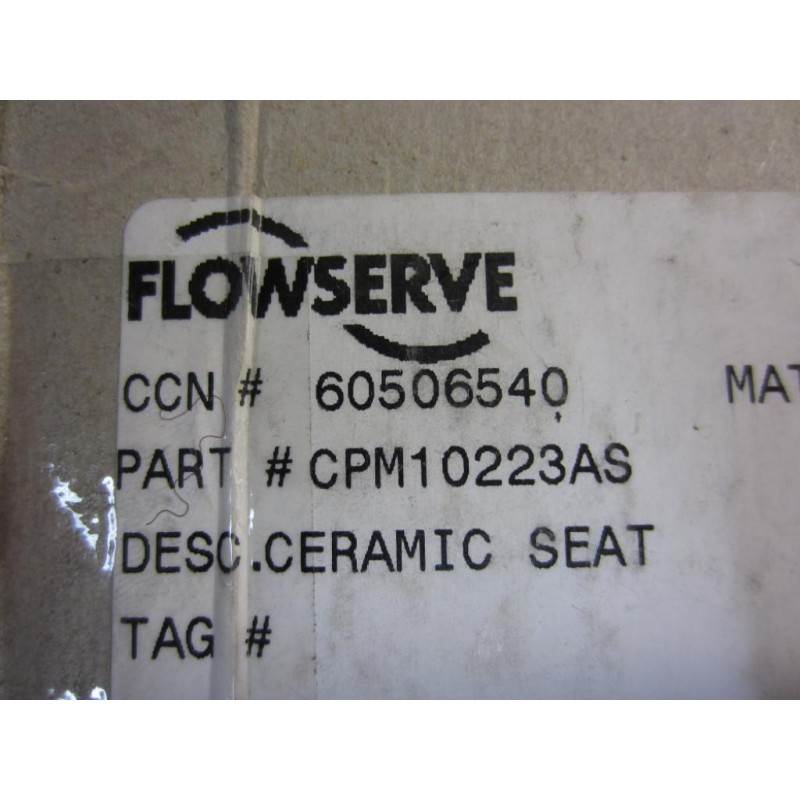 FLOWSERVE
CCN # 60506540 MAT
PART # CPM10223AS
DESC.CERAMIC SEAT
TAG #